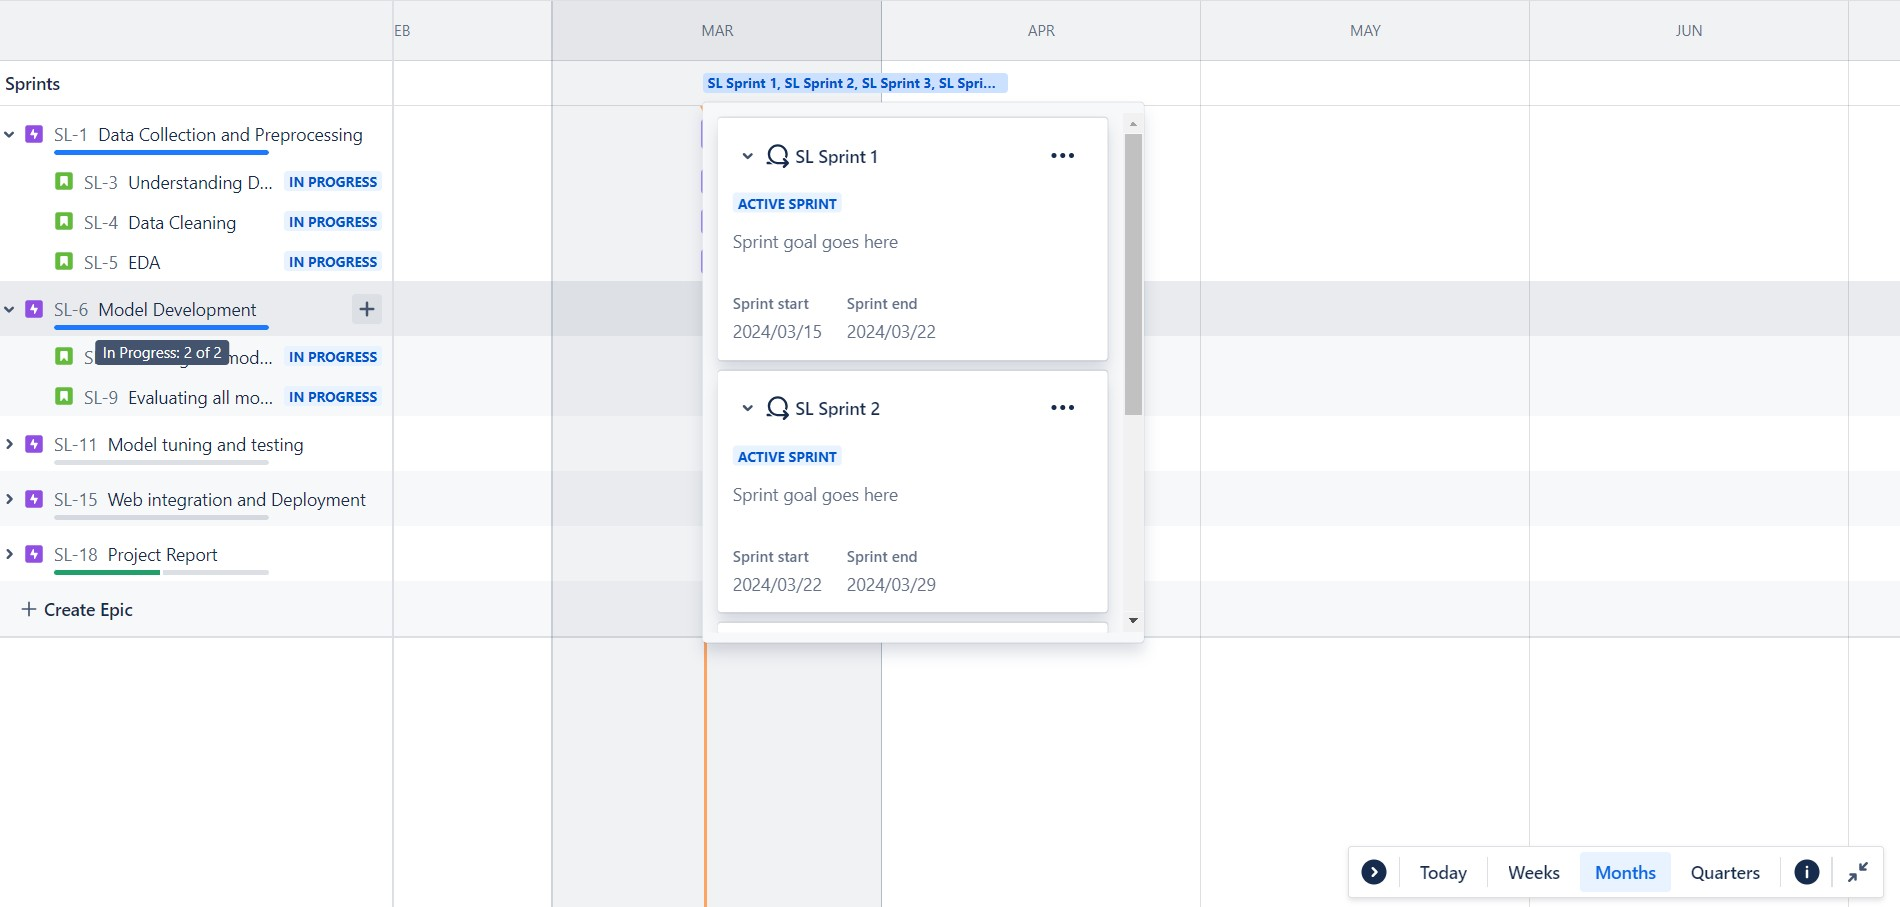 EB
MAR
APR
MAY
JUN
Sprints
SL Sprint 1, SL Sprint 2, SL Sprint 3, SL Spri...
SL-1 Data Collection and Preprocessing
SL-3 Understanding D... IN PROGRESS
SL-4 Data Cleaning IN PROGRESS
SL-5 EDA IN PROGRESS
SL-6 Model Development
In Progress: 2 of 2
mod... IN PROGRESS
SL-9 Evaluating all mo... IN PROGRESS
SL-11 Model tuning and testing
SL-15 Web integration and Deployment
SL-18 Project Report
Create Epic
SL Sprint 1
ACTIVE SPRINT
Sprint goal goes here
Sprint start Sprint end
2024/03/15 2024/03/22
SL Sprint 2
ACTIVE SPRINT
Sprint goal goes here
Sprint start Sprint end
2024/03/22 2024/03/29
Today Weeks Months Quarters